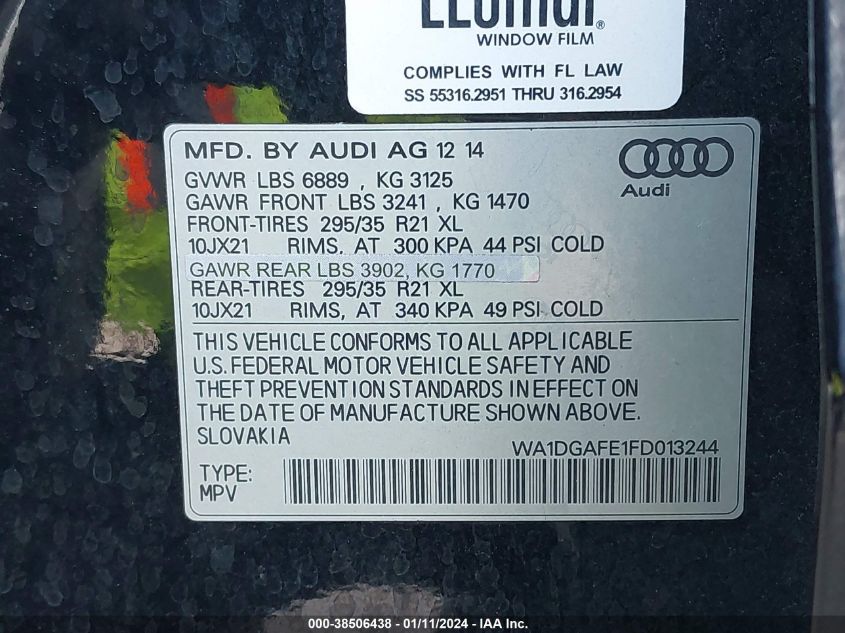 LLumar®
WINDOW FILM
COMPLIES WITH FL LAW
SS 55316.2951 THRU 316.2954
MFD. BY AUDI AG 12 14
GVWR LBS 6889 , KG 3125
GAWR FRONT LBS 3241 , KG 1470
FRONT-TIRES 295/35 R21 XL
10JX21 RIMS, AT 300 KPA 44 PSI COLD
GAWR REAR LBS 3902, KG 1770
REAR-TIRES 295/35 R21 XL
10JX21 RIMS, AT 340 KPA 49 PSI COLD
Audi
THIS VEHICLE CONFORMS TO ALL APPLICABLE
U.S. FEDERAL MOTOR VEHICLE SAFETY AND
THEFT PREVENTION STANDARDS IN EFFECT ON
THE DATE OF MANUFACTURE SHOWN ABOVE.
SLOVAKIA
WA1DGAFE1FD013244
TYPE:
MPV
000-38506438 - 01/11/2024 - IAAI, Inc.